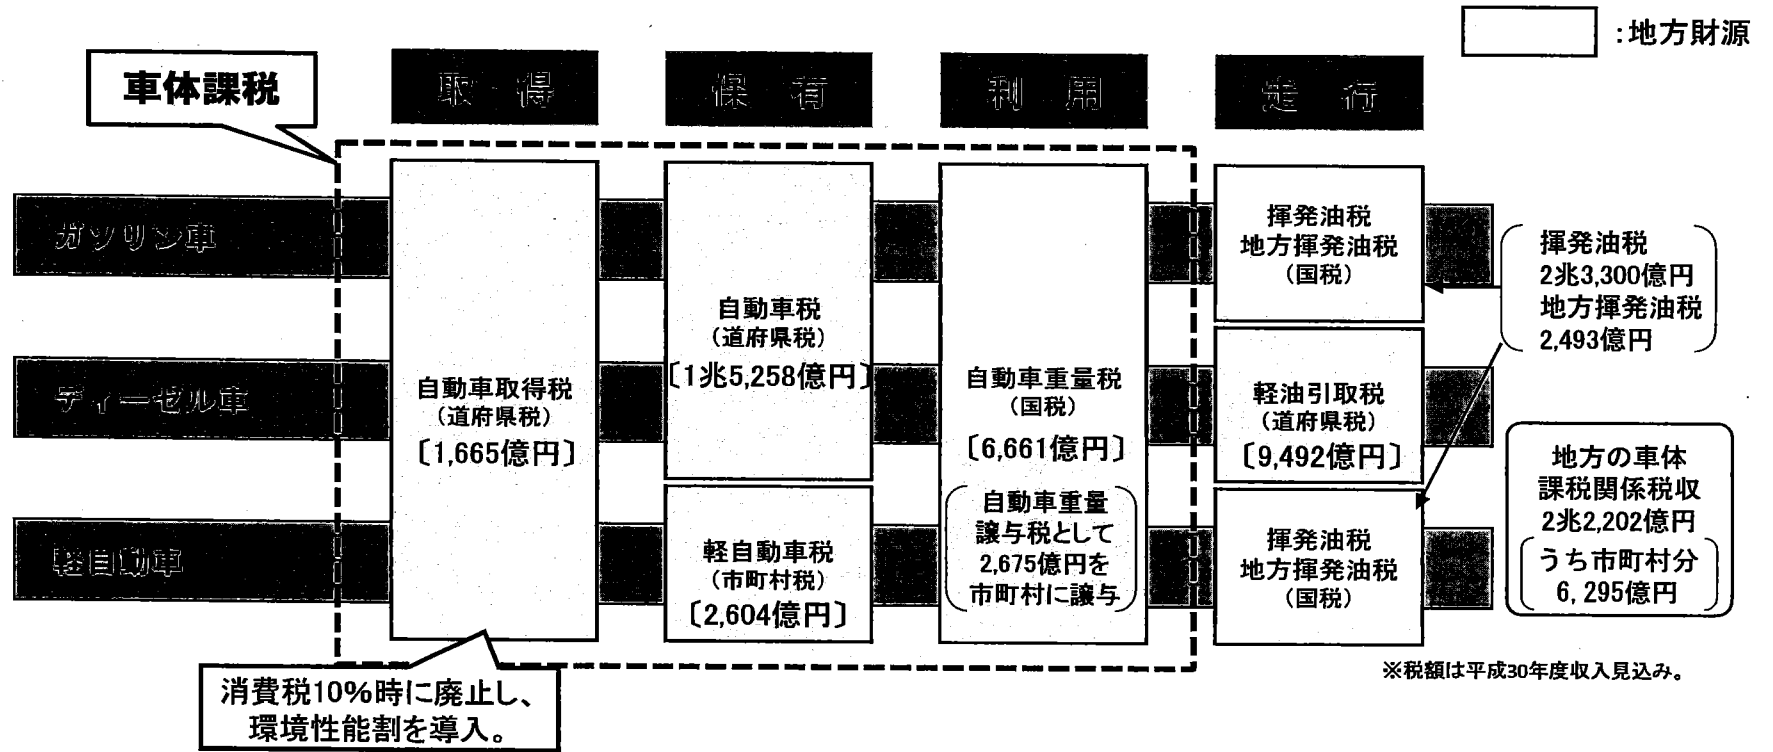 :地方財源
車体課税
取 得
保 有
利 用
走 行
ガソリン車
ディーゼル車
軽自動車
自動車取得税
(道府県税)
〔1,665億円〕
自動車税
(道府県税)
〔1兆5,258億円〕
軽自動車税
(市町村税)
〔2,604億円〕
自動車重量税
(国税)
〔6,661億円〕
自動車重量
譲与税として
2,675億円を
市町村に譲与
揮発油税
地方揮発油税
(国税)
軽油引取税
(道府県税)
〔9,492億円〕
揮発油税
地方揮発油税
(国税)
揮発油税
2兆3,300億円
地方揮発油税
2,493億円
地方の車体
課税関係税収
2兆2,202億円
うち市町村分
6,295億円
消費税10%時に廃止し、
環境性能割を導入。
※税額は平成30年度収入見込み。